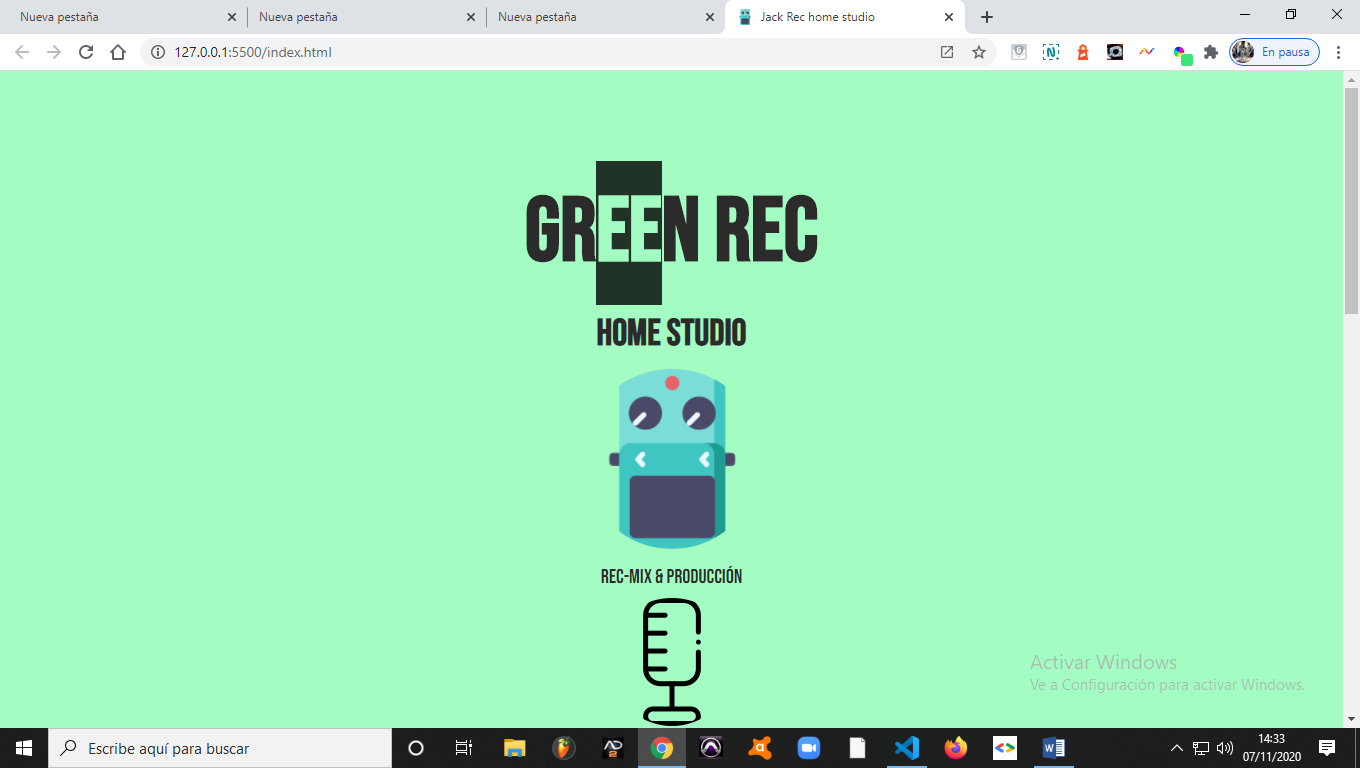 Nueva pestaña
Nueva pestaña
Nueva pestaña
Jack Rec home studio
127.0.0.1:5500/index.html
En pausa
GREEN REC
HOME STUDIO
REC-MIX & PRODUCCIÓN
Activar Windows
Ve a Configuración para activar Windows.
Escribe aquí para buscar
14:33
07/11/2020